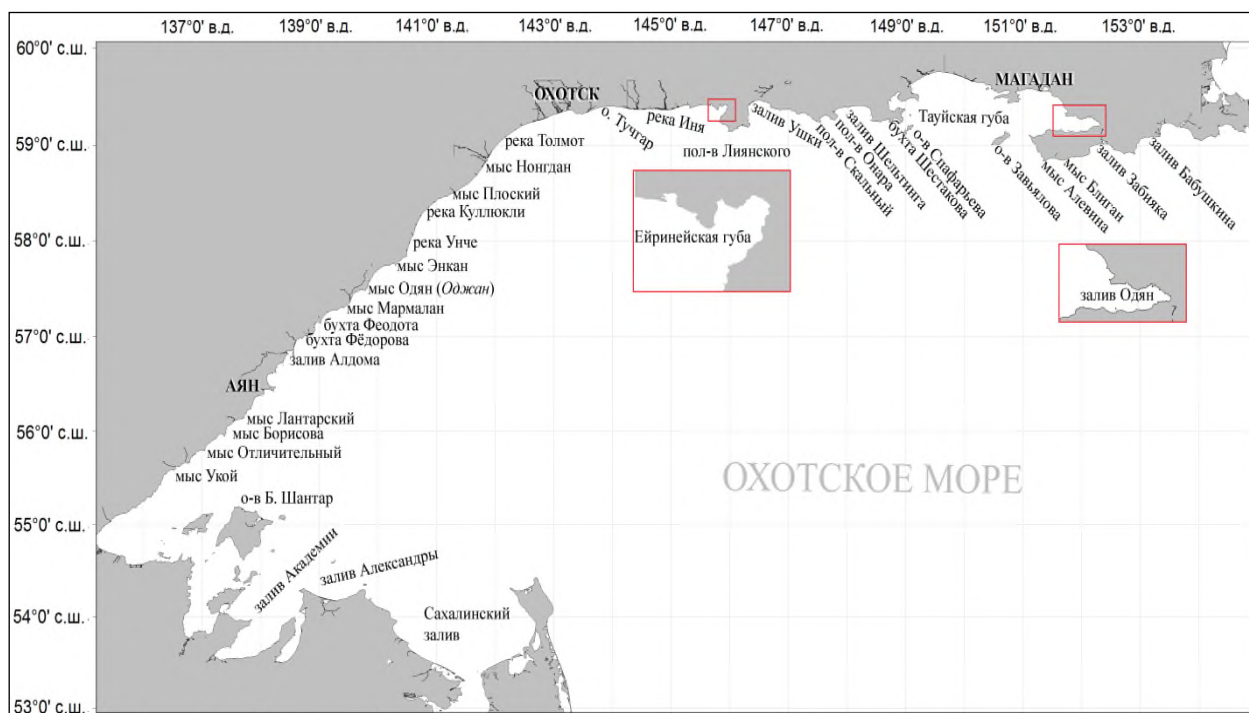 137°0' в.д.
139°0' в.д.
141°0' в.д.
143°0' в.д.
145°0' в.д.
147°0' в.д.
149°0' в.д.
151°0' в.д.
153°0' в.д.
60°0' с.ш.
59°0' с.ш.
58°0' с.ш.
57°0' с.ш.
56°0' с.ш.
55°0' с.ш.
54°0' с.ш.
53°0' с.ш.
ОХОТСК
МАГАДАН
о. Тучгар
река Иня
пол-в Лиянского
залив Ушки
пол-в Скальный
пол-в Онара
залив Шельтинга
бухта Шестакова
о-в Спафарьева
Тауйская губа
о-в Завьялова
мыс Алевина
мыс Блиган
залив Забияка
залив Бабушкина
река Толмот
мыс Нонгдан
мыс Плоский
река Куллюкли
река Унче
мыс Энкан
мыс Одян (Оджан)
мыс Мармалан
бухта Феодота
бухта Фёдорова
залив Алдома
АЯН
мыс Лантарский
мыс Борисова
мыс Отличительный
мыс Укой
о-в Б. Шантар
залив Академии
залив Александры
Сахалинский
залив
Ейринейская губа
залив Одян
ОХОТСКОЕ МОРЕ